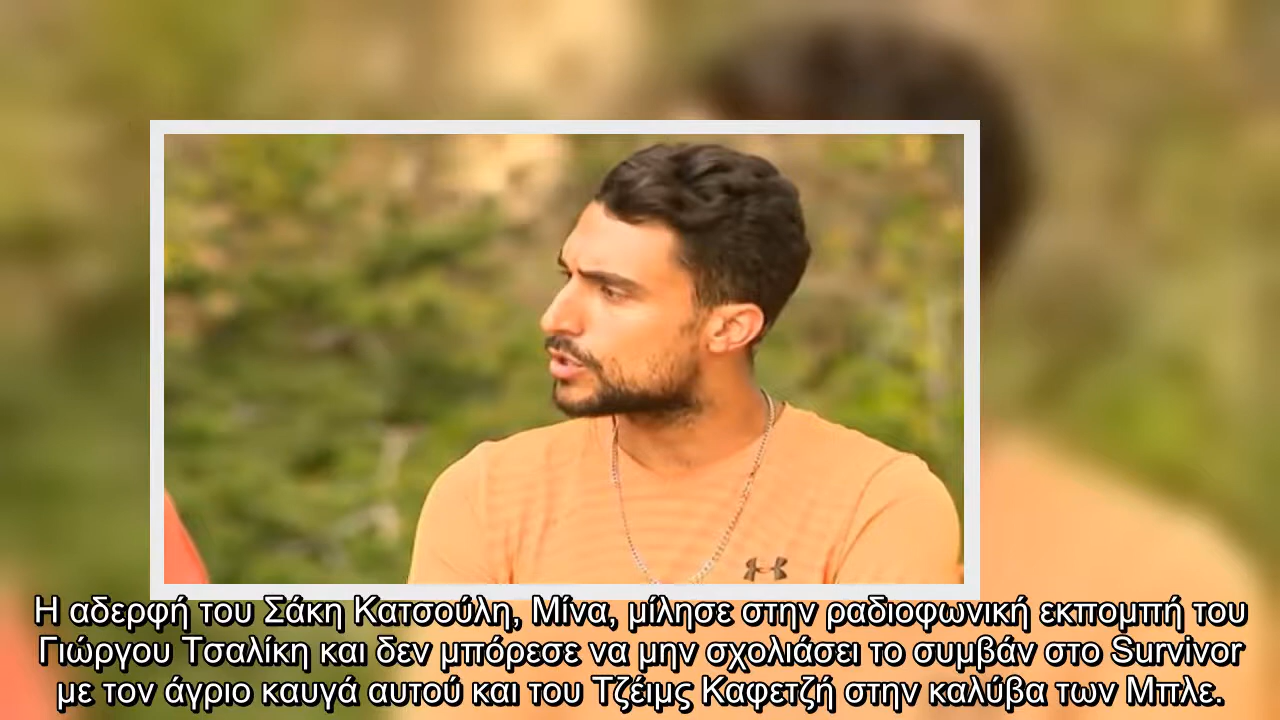 Η αδερφή του Σάκη Κατσούλη, Μίνα, μίλησε στην ραδιοφωνική εκπομπή του
Γιώργου Τσαλίκη και δεν μπόρεσε να μην σχολιάσει το συμβάν στο Survivor
με τον άγριο καυγά αυτού και του Τζέιμς Καφετζή στην καλύβα των Μπλε.